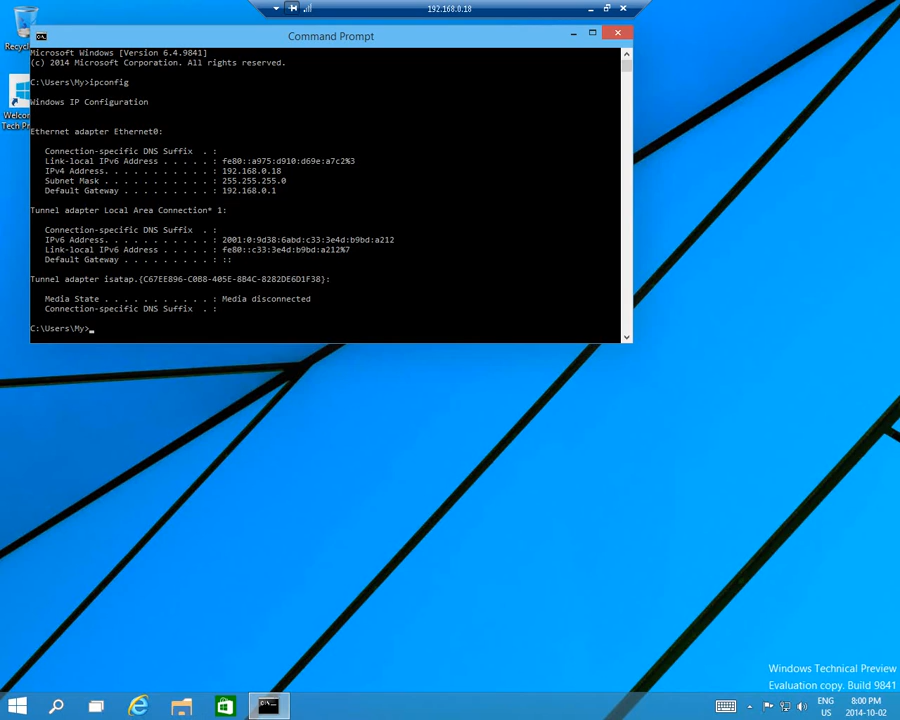 192.168.0.18
Command Prompt
Microsoft Windows [Version 6.4.9841]
(c) 2014 Microsoft Corporation. All rights reserved.
C:\Users\My>ipconfig
Windows IP Configuration
Ethernet adapter Ethernet0:
Connection-specific DNS Suffix . :
Link-local IPv6 Address . . . . . : fe80::a975:d910:d69e:a7c2%3
IPv4 Address. . . . . . . . . . . : 192.168.0.18
Subnet Mask . . . . . . . . . . . : 255.255.255.0
Default Gateway . . . . . . . . . : 192.168.0.1
Tunnel adapter Local Area Connection* 1:
Connection-specific DNS Suffix . :
IPv6 Address. . . . . . . . . . . : 2001:0:9d38:6abd:c33:3e4d:b9bd:a212
Link-local IPv6 Address . . . . . : fe80::c33:3e4d:b9bd:a212%7
Default Gateway . . . . . . . . . : ::
Tunnel adapter isatap.{C67EE896-C0B8-405E-8B4C-8282DE6D1F38}:
Media State . . . . . . . . . . . : Media disconnected
Connection-specific DNS Suffix . :
C:\Users\My>
Recyc
Welcon
Tech Pr
Windows Technical Preview
Evaluation copy. Build 9841
ENG
US
8:00 PM
2014-10-02